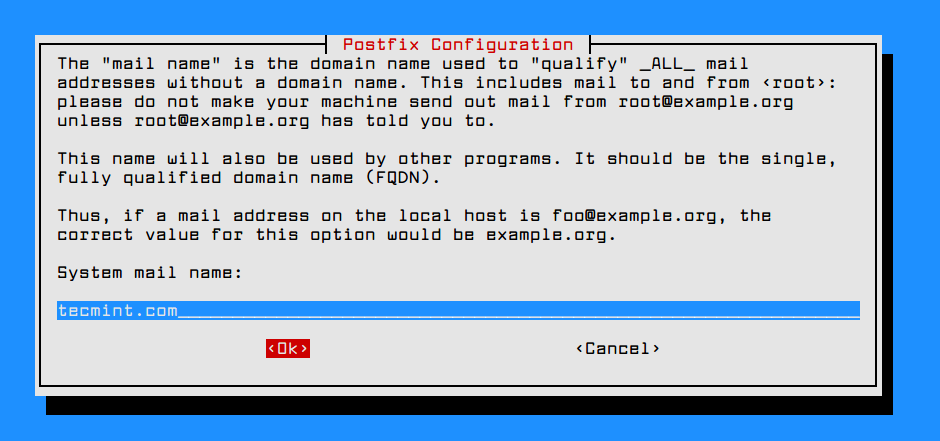 Postfix Configuration
The "mail name" is the domain name used to "qualify" _ALL_ mail
addresses without a domain name. This includes mail to and from <root>:
please do not make your machine send out mail from root@example.org
unless root@example.org has told you to.
This name will also be used by other programs. It should be the single,
fully qualified domain name (FQDN).
Thus, if a mail address on the local host is foo@example.org, the
correct value for this option would be example.org.
System mail name:
tecmint.com
<Ok> <Cancel>